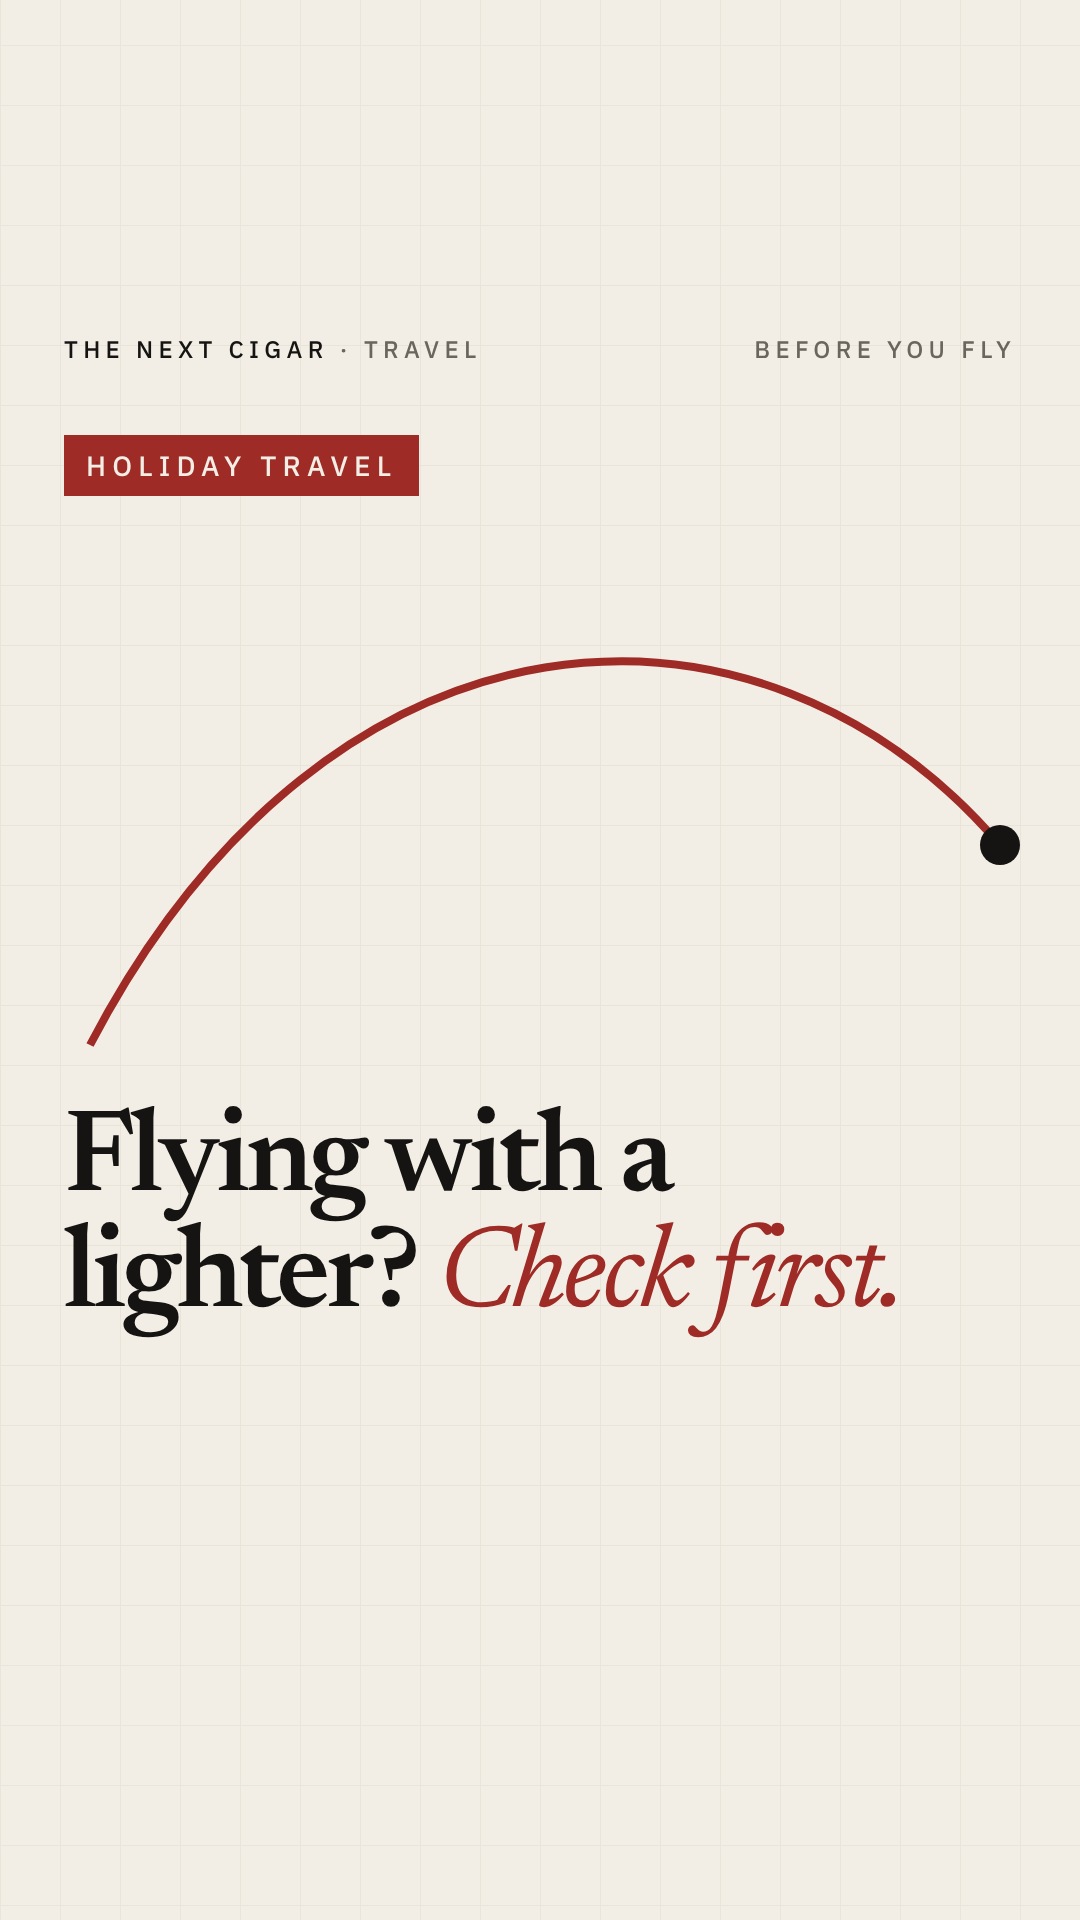 THE NEXT CIGAR · TRAVEL
BEFORE YOU FLY
HOLIDAY TRAVEL
Flying with a
lighter? Check first.